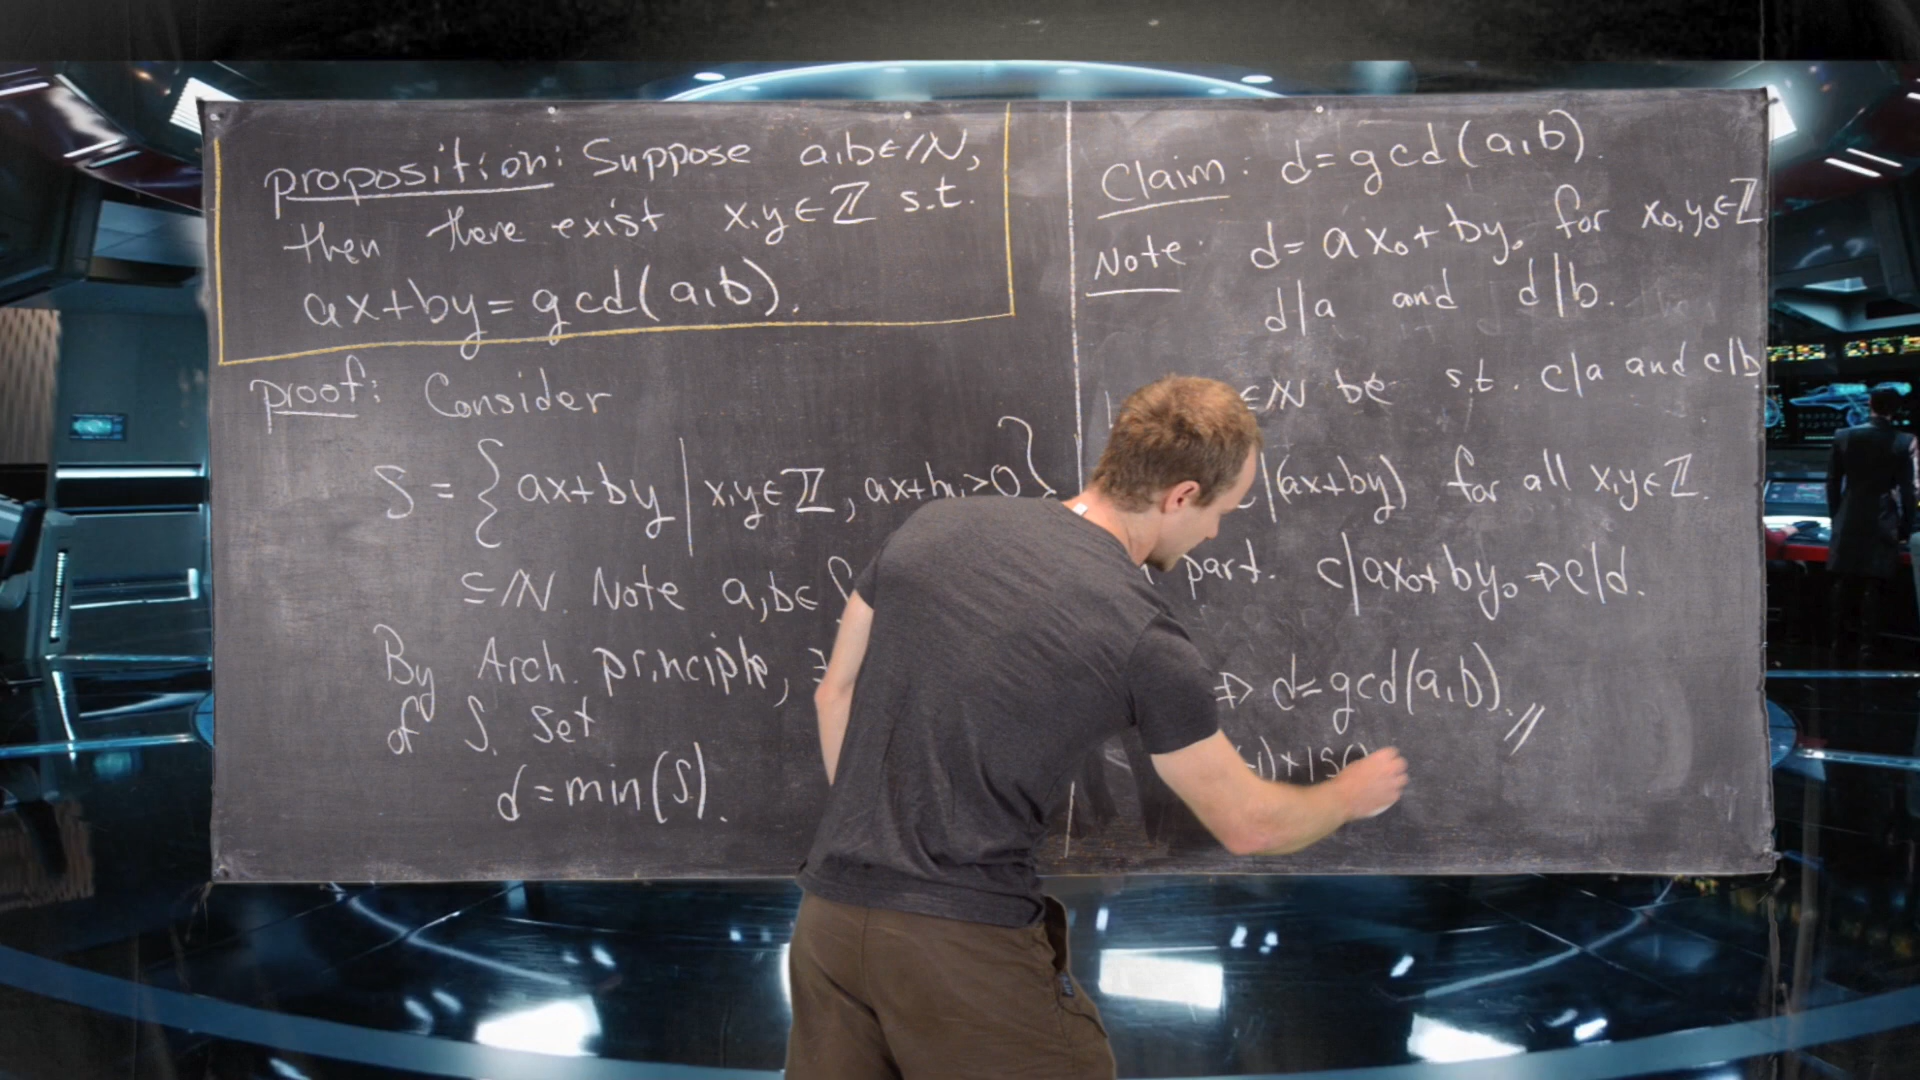 proposition: Suppose a,b∈ℕ,
then there exist x,y∈ℤ s.t.
ax+by=gcd(a,b).
proof: Consider
S = { ax+by | x,y∈ℤ, ax+by>0 }
⊆ℕ. Note a,b∈S
By Arch. principle, ∃
of S. Set
d=min(S).
Claim: d=gcd(a,b).
Note: d=ax₀+by₀ for x₀,y₀∈ℤ
d|a and d|b.
∈ℕ be s.t. c|a and c|b
c|(ax+by) for all x,y∈ℤ.
part. c|ax₀+by₀ ⇒ c|d.
⇒ d=gcd(a,b). //